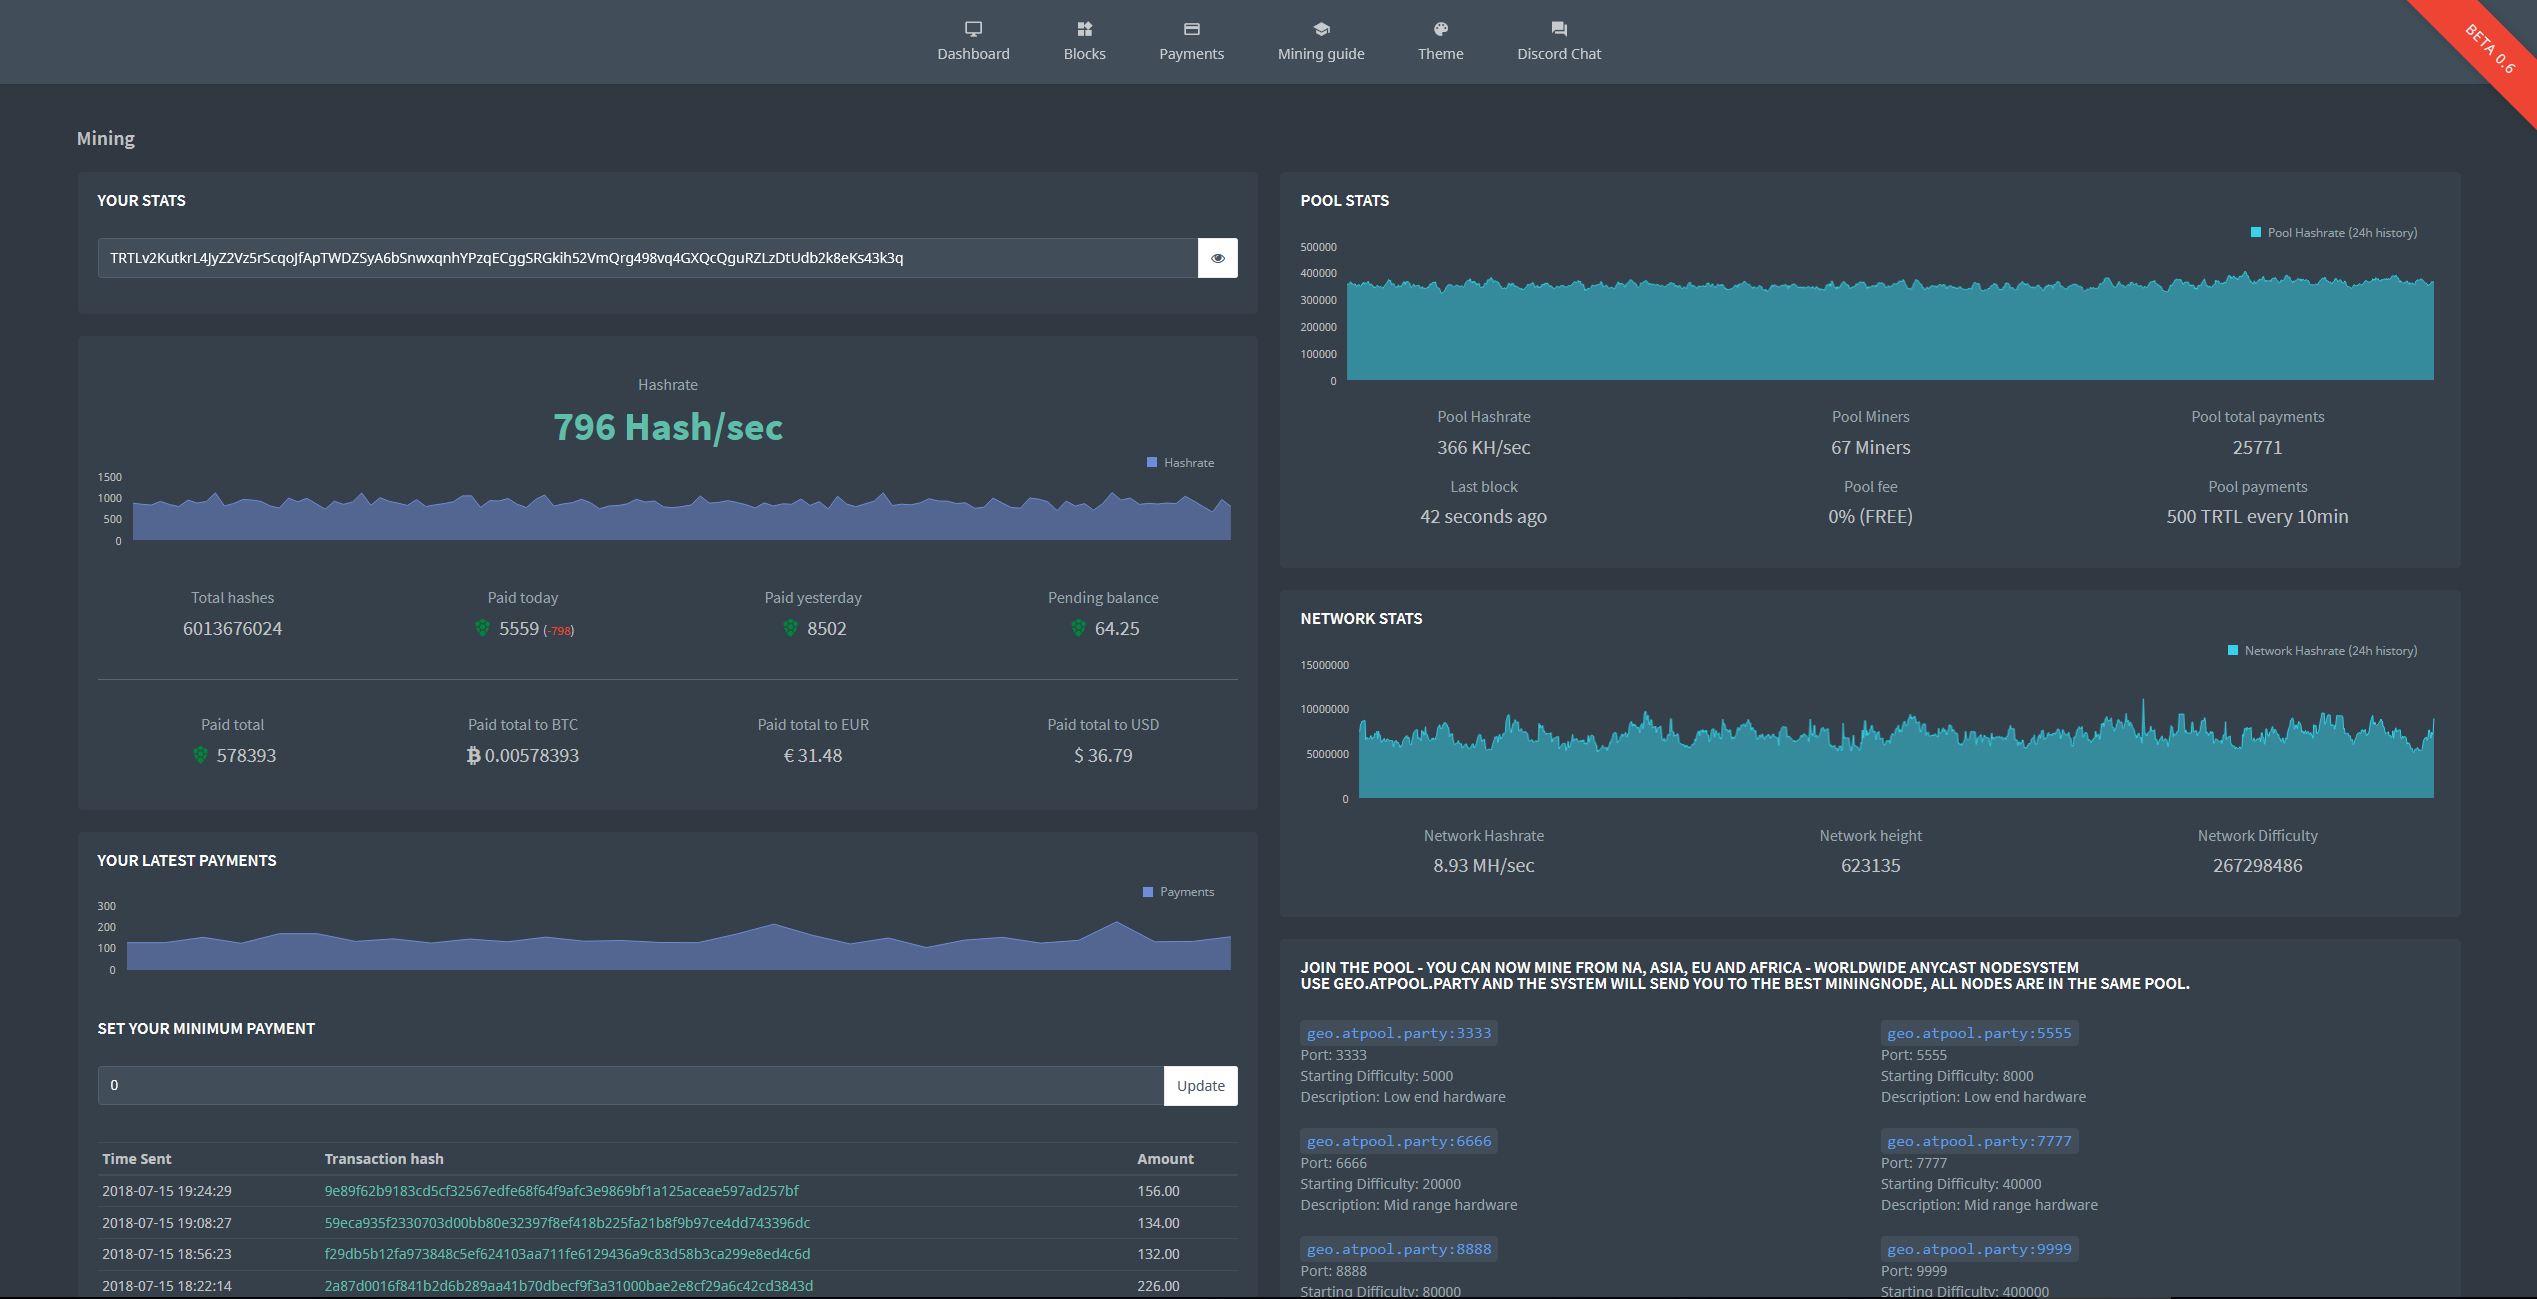 Dashboard
Blocks
Payments
Mining guide
Theme
Discord Chat
BETA 0.6
Mining
YOUR STATS
TRTLv2KutkrL4JyZ2Vz5rScqoJfApTWDZSyA6bSnwxqnhYPzqECggSRGkih52VmQrg498vq4GXQcQguRZLzDtUdb2k8eKs43k3q
Hashrate
796 Hash/sec
Hashrate
1500
1000
500
0
Total hashes
6013676024
Paid today
5559 (-798)
Paid yesterday
8502
Pending balance
64.25
Paid total
578393
Paid total to BTC
0.00578393
Paid total to EUR
€ 31.48
Paid total to USD
$ 36.79
YOUR LATEST PAYMENTS
Payments
300
200
100
0
SET YOUR MINIMUM PAYMENT
0
Update
Time Sent Transaction hash Amount
2018-07-15 19:24:29 9e89f62b9183cd5cf32567edfe68f64f9afc3e9869bf1a125aceae597ad257bf 156.00
2018-07-15 19:08:27 59eca935f2330703d00bb80e32397f8ef418b225fa21b8f9b97ce4dd743396dc 134.00
2018-07-15 18:56:23 f29db5b12fa973848c5ef624103aa711fe6129436a9c83d58b3ca299e8ed4c6d 132.00
2018-07-15 18:22:14 2a87d0016f841b2d6b289aa41b70dbecf9f3a31000bae2e8cf29a6c42cd3843d 226.00
POOL STATS
Pool Hashrate (24h history)
500000
400000
300000
200000
100000
0
Pool Hashrate
366 KH/sec
Pool Miners
67 Miners
Pool total payments
25771
Last block
42 seconds ago
Pool fee
0% (FREE)
Pool payments
500 TRTL every 10min
NETWORK STATS
Network Hashrate (24h history)
15000000
10000000
5000000
0
Network Hashrate
8.93 MH/sec
Network height
623135
Network Difficulty
267298486
JOIN THE POOL - YOU CAN NOW MINE FROM NA, ASIA, EU AND AFRICA - WORLDWIDE ANYCAST NODESYSTEM
USE GEO.ATPOOL.PARTY AND THE SYSTEM WILL SEND YOU TO THE BEST MININGNODE, ALL NODES ARE IN THE SAME POOL.
geo.atpool.party:3333
Port: 3333
Starting Difficulty: 5000
Description: Low end hardware
geo.atpool.party:5555
Port: 5555
Starting Difficulty: 8000
Description: Low end hardware
geo.atpool.party:6666
Port: 6666
Starting Difficulty: 20000
Description: Mid range hardware
geo.atpool.party:7777
Port: 7777
Starting Difficulty: 40000
Description: Mid range hardware
geo.atpool.party:8888
Port: 8888
Starting Difficulty: 80000
geo.atpool.party:9999
Port: 9999
Starting Difficulty: 400000